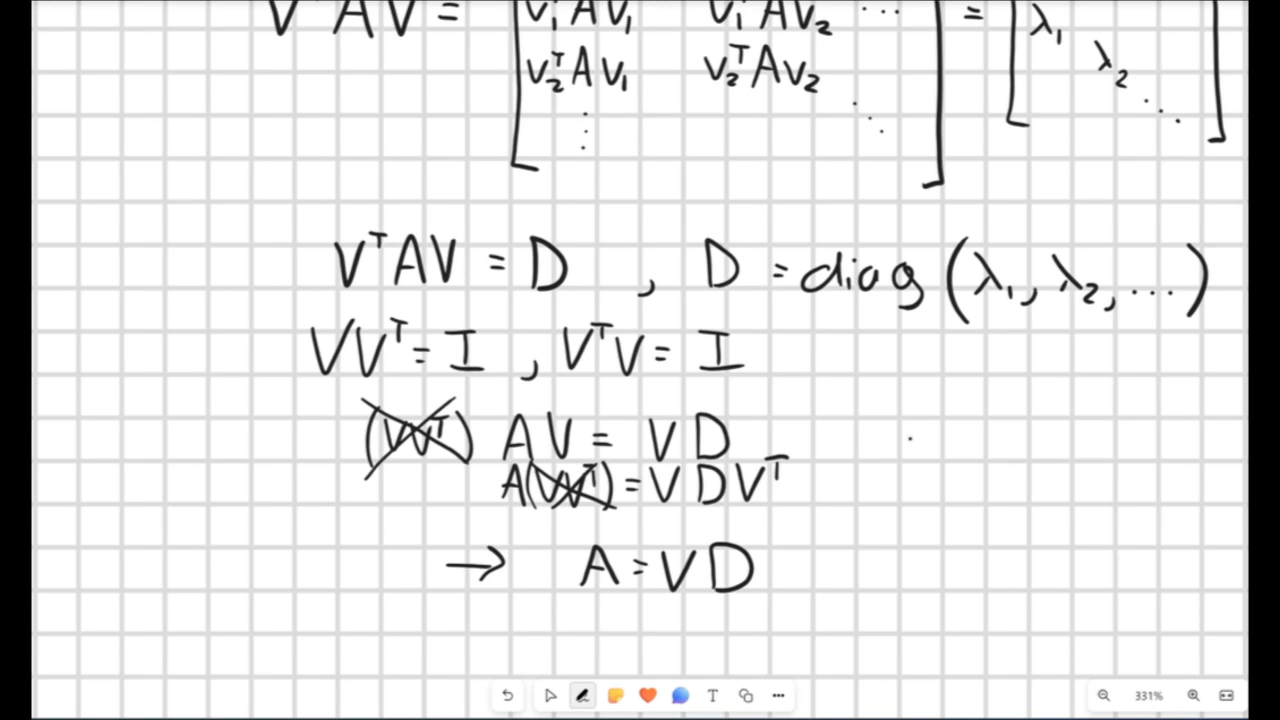 VᵀAV = [ v₁ᵀAv₁ v₁ᵀAv₂ ... ] = [ λ₁
v₂ᵀAv₁ v₂ᵀAv₂ λ₂
⋮ ⋱ ⋱ ]
VᵀAV = D , D = diag(λ₁, λ₂, ...)
VVᵀ = I , VᵀV = I
(VVᵀ) AV = VD
A(VVᵀ) = VDVᵀ
→ A = VD
T
331%